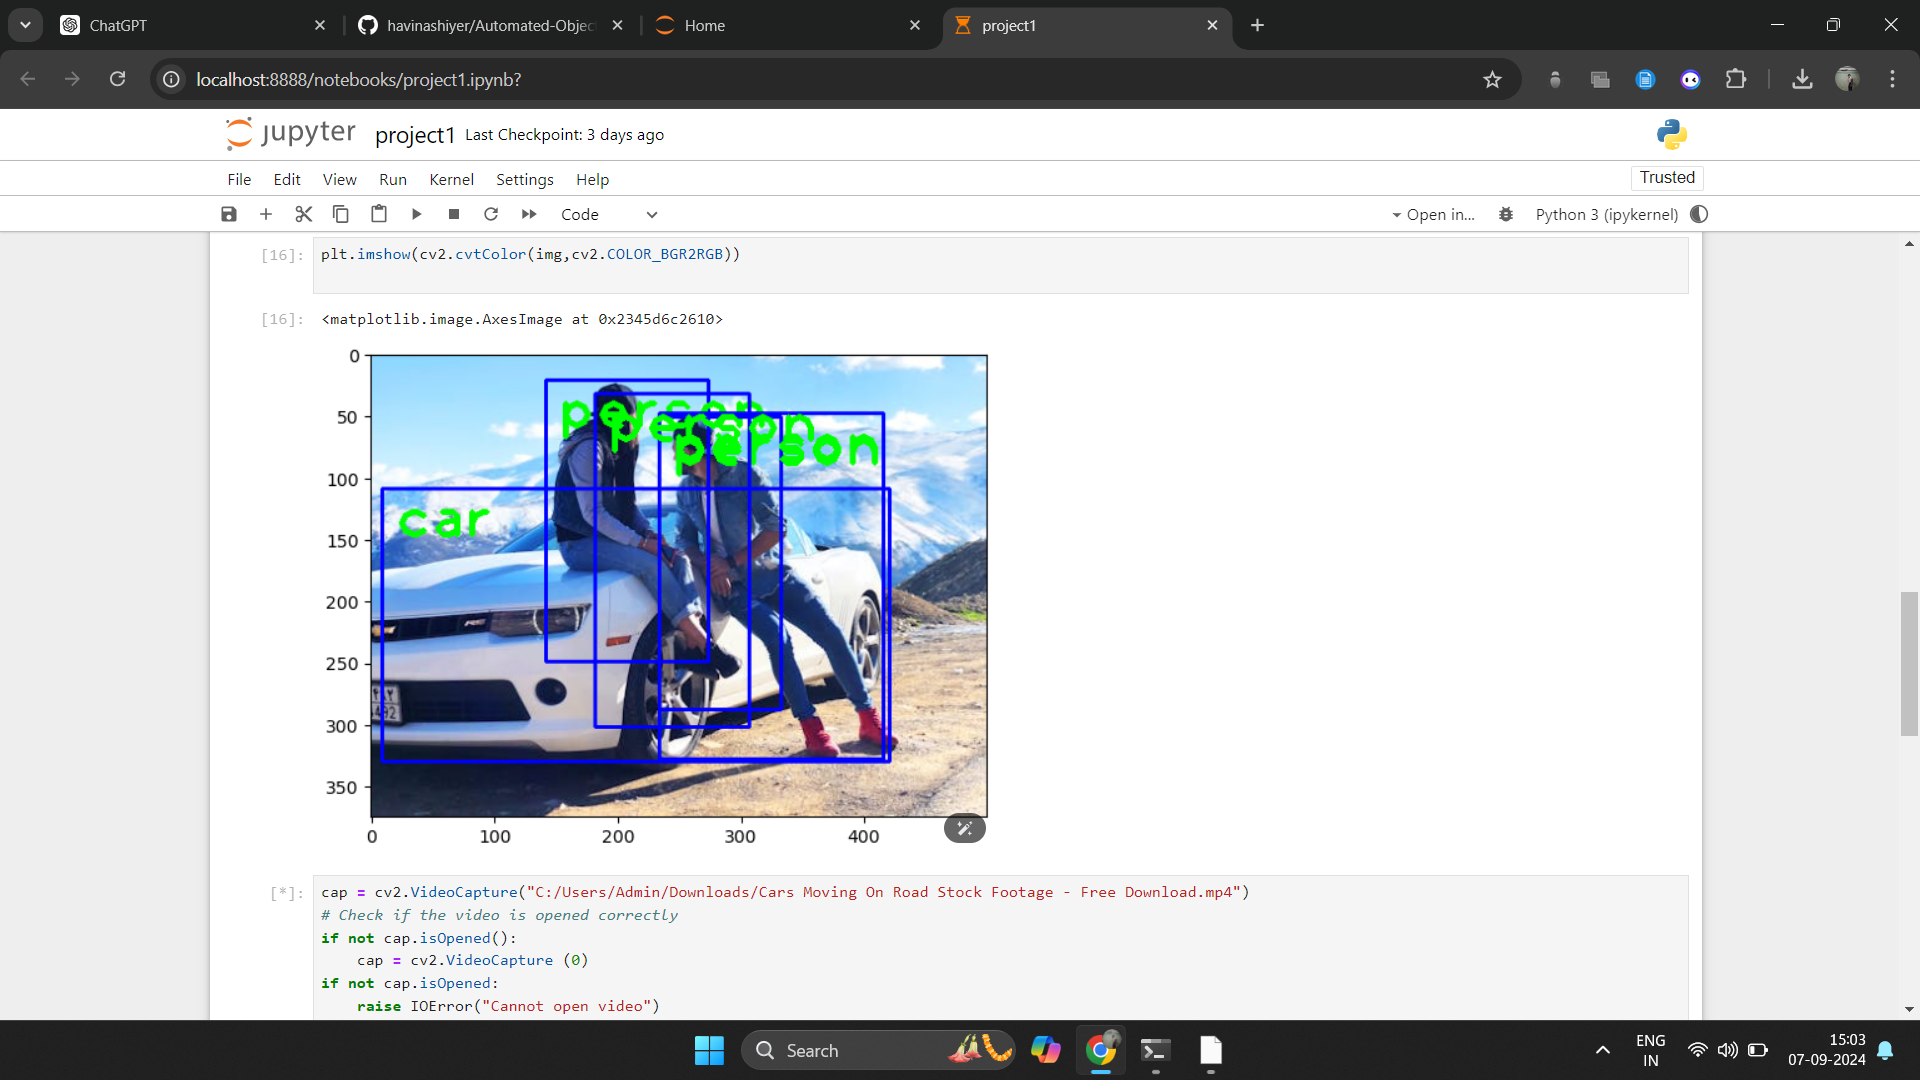 ChatGPT
havinashiyer/Automated-Objec
Home
project1
localhost:8888/notebooks/project1.ipynb?
jupyter project1 Last Checkpoint: 3 days ago
File Edit View Run Kernel Settings Help
Trusted
Code
Open in...
Python 3 (ipykernel)
[16]: plt.imshow(cv2.cvtColor(img,cv2.COLOR_BGR2RGB))
[16]: <matplotlib.image.AxesImage at 0x2345d6c2610>
0
50
100
150
200
250
300
350
person
person
person
car
RS
0 100 200 300 400
[*]: cap = cv2.VideoCapture("C:/Users/Admin/Downloads/Cars Moving On Road Stock Footage - Free Download.mp4")
# Check if the video is opened correctly
if not cap.isOpened():
cap = cv2.VideoCapture (0)
if not cap.isOpened:
raise IOError("Cannot open video")
Search
ENG
IN
15:03
07-09-2024